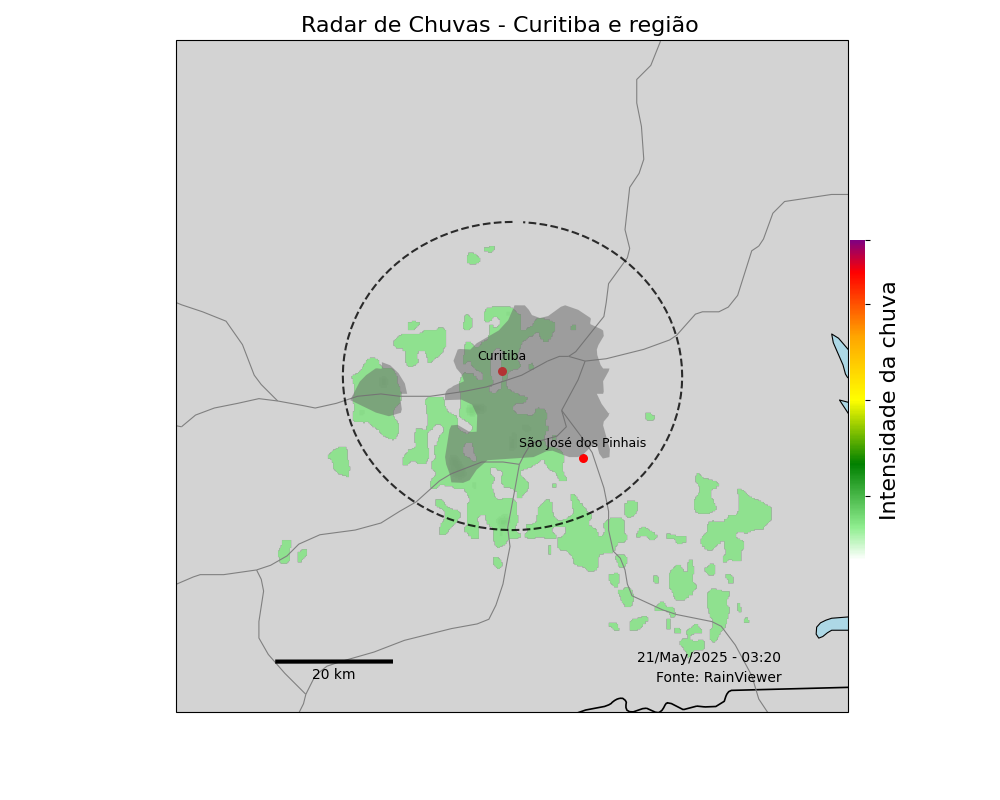 Radar de Chuvas - Curitiba e região
Curitiba
São José dos Pinhais
Intensidade da chuva
21/May/2025 - 03:20
Fonte: RainViewer
20 km